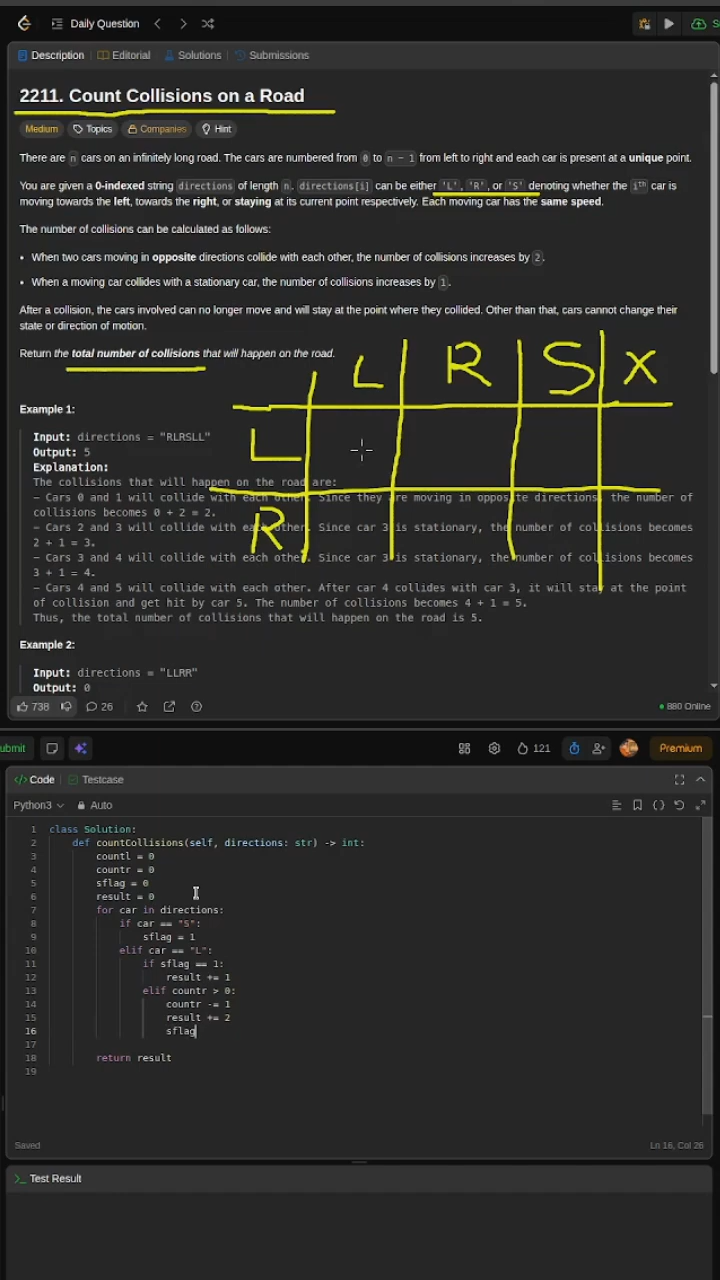 Daily Question
S
Description
Editorial
Solutions
Submissions
2211. Count Collisions on a Road
Medium
Topics
Companies
Hint
There are n cars on an infinitely long road. The cars are numbered from 0 to n - 1 from left to right and each car is present at a unique point.
You are given a 0-indexed string directions of length n. directions[i] can be either 'L', 'R', or 'S' denoting whether the ith car is
moving towards the left, towards the right, or staying at its current point respectively. Each moving car has the same speed.
The number of collisions can be calculated as follows:
• When two cars moving in opposite directions collide with each other, the number of collisions increases by 2.
• When a moving car collides with a stationary car, the number of collisions increases by 1.
After a collision, the cars involved can no longer move and will stay at the point where they collided. Other than that, cars cannot change their
state or direction of motion.
Return the total number of collisions that will happen on the road.
L R S X
L
R
Example 1:
Input: directions = "RLRSLL"
Output: 5
Explanation:
The collisions that will happen on the road are:
- Cars 0 and 1 will collide with each other. Since they are moving in opposite directions, the number of
collisions becomes 0 + 2 = 2.
- Cars 2 and 3 will collide with each other. Since car 3 is stationary, the number of collisions becomes
2 + 1 = 3.
- Cars 3 and 4 will collide with each other. Since car 3 is stationary, the number of collisions becomes
3 + 1 = 4.
- Cars 4 and 5 will collide with each other. After car 4 collides with car 3, it will stay at the point
of collision and get hit by car 5. The number of collisions becomes 4 + 1 = 5.
Thus, the total number of collisions that will happen on the road is 5.
Example 2:
Input: directions = "LLRR"
Output: 0
738
26
880 Online
ubmit
121
Premium
</> Code
Testcase
Python3
Auto
1 class Solution:
2 def countCollisions(self, directions: str) -> int:
3 countl = 0
4 countr = 0
5 sflag = 0
6 result = 0
7 for car in directions:
8 if car == "S":
9 sflag = 1
10 elif car == "L":
11 if sflag == 1:
12 result += 1
13 elif countr > 0:
14 countr -= 1
15 result += 2
16 sflag
17
18 return result
19
Saved
Ln 16, Col 26
Test Result